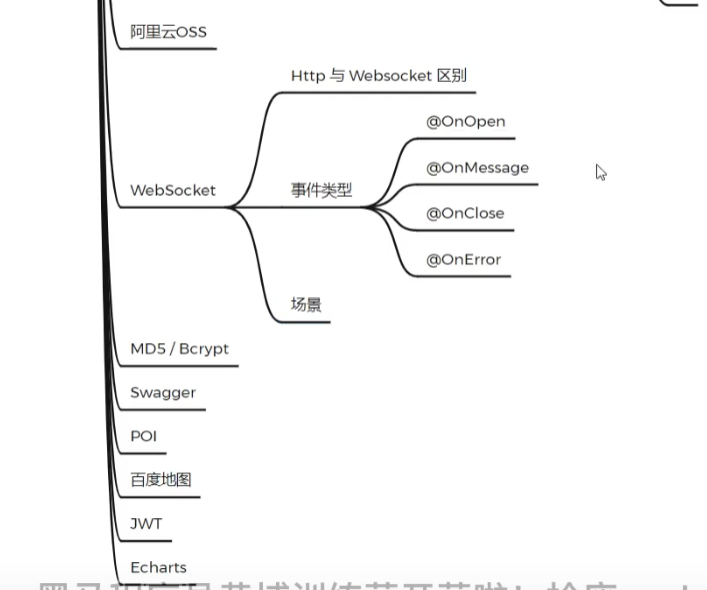 阿里云OSS
Http 与 Websocket 区别
@OnOpen
@OnMessage
WebSocket
事件类型
@OnClose
@OnError
场景
MD5 / Bcrypt
Swagger
POI
百度地图
JWT
Echarts